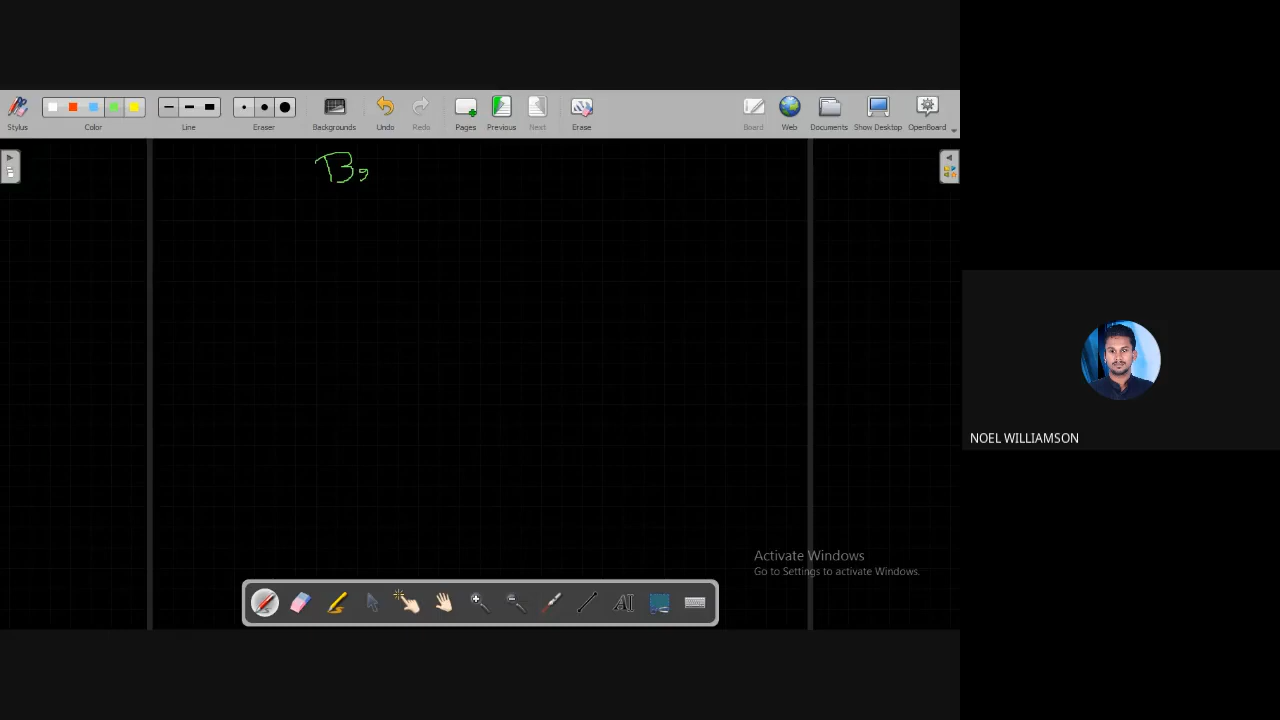 Stylus Color Line Eraser Backgrounds Undo Redo Pages Previous Next Erase Board Web Documents Show Desktop OpenBoard
B,
NOEL WILLIAMSON
Activate Windows
Go to Settings to activate Windows.
AI